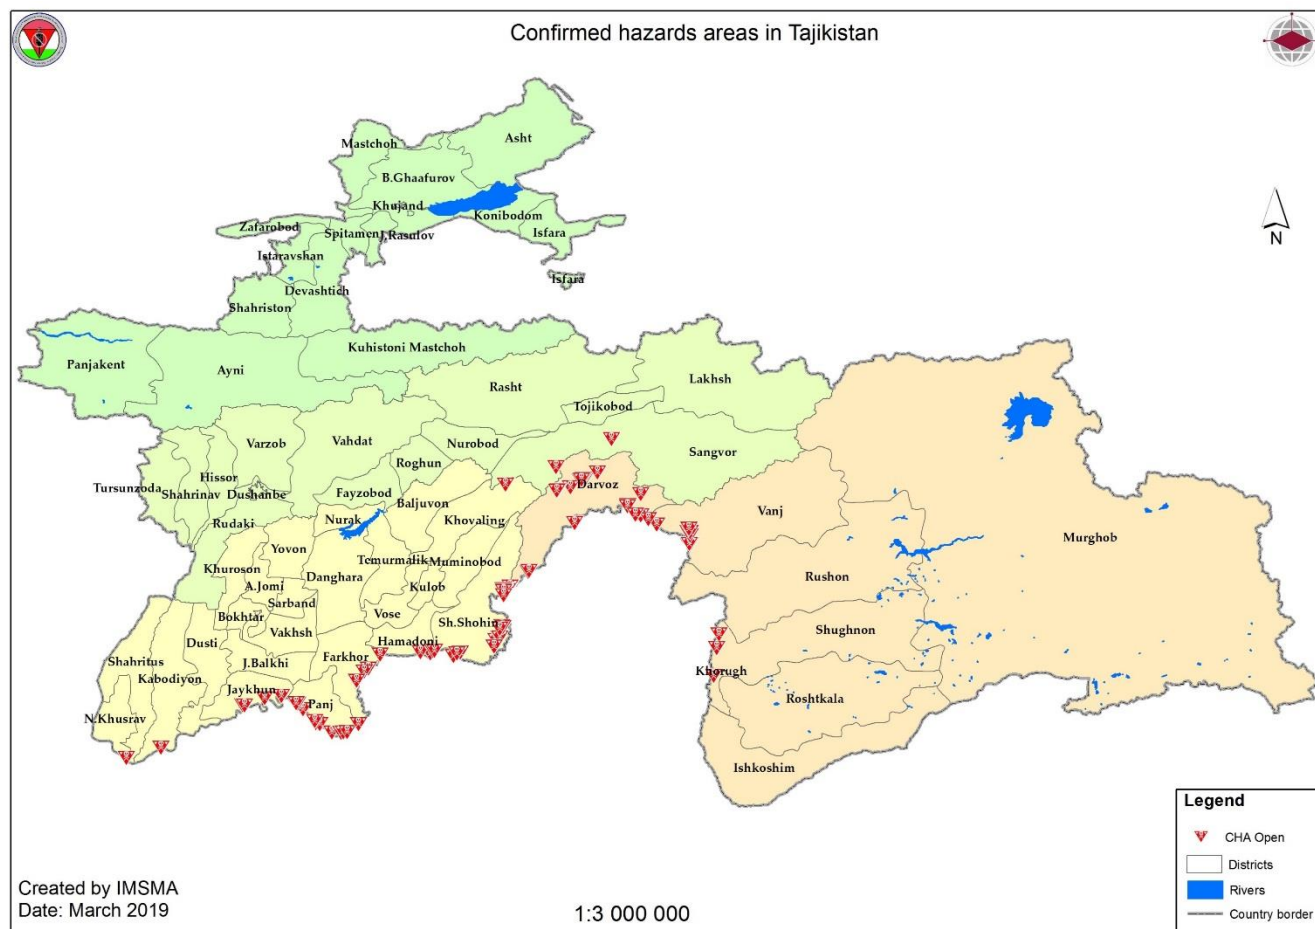 Confirmed hazards areas in Tajikistan
Asht
Mastchoh
B.Ghaafurov
Khujand
Konibodom
Zafarobod
Spitamen
J.Rasulov
Isfara
Istaravshan
Isfara
Devashtich
Shahriston
N
Kuhistoni Mastchoh
Panjakent
Ayni
Rasht
Lakhsh
Tojikobod
Varzob
Vahdat
Nurobod
Sangvor
Roghun
Hissor
Tursunzoda
Shahrinav
Dushanbe
Fayzobod
Darvoz
Baljuvon
Vanj
Rudaki
Nurak
Khovaling
Murghob
Yovon
Temurmalik
Muminobod
Khuroson
Danghara
Rushon
A.Jomi
Kulob
Sarband
Bokhtar
Vose
Sh.Shohin
Vakhsh
Shughnon
Dusti
Hamadoni
Shahritus
J.Balkhi
Farkhor
Khorugh
Kabodiyon
Jaykhun
Roshtkala
Panj
N.Khusrav
Ishkoshim
Legend
CHA Open
Districts
Rivers
Country border
Created by IMSMA
Date: March 2019
1:3 000 000